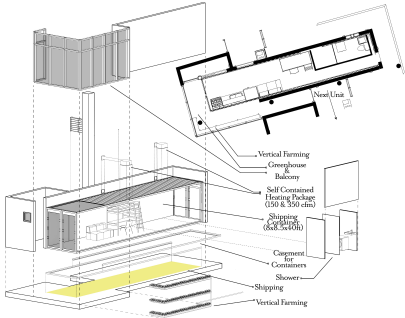 Next Unit
Vertical Farming
Greenhouse
&
Balcony
Self Contained
Heating Package
(150 & 350 cfm)
Shipping
Container
(8x8.5x40ft)
Casement
for
Containers
Shower
Shipping
Vertical Farming